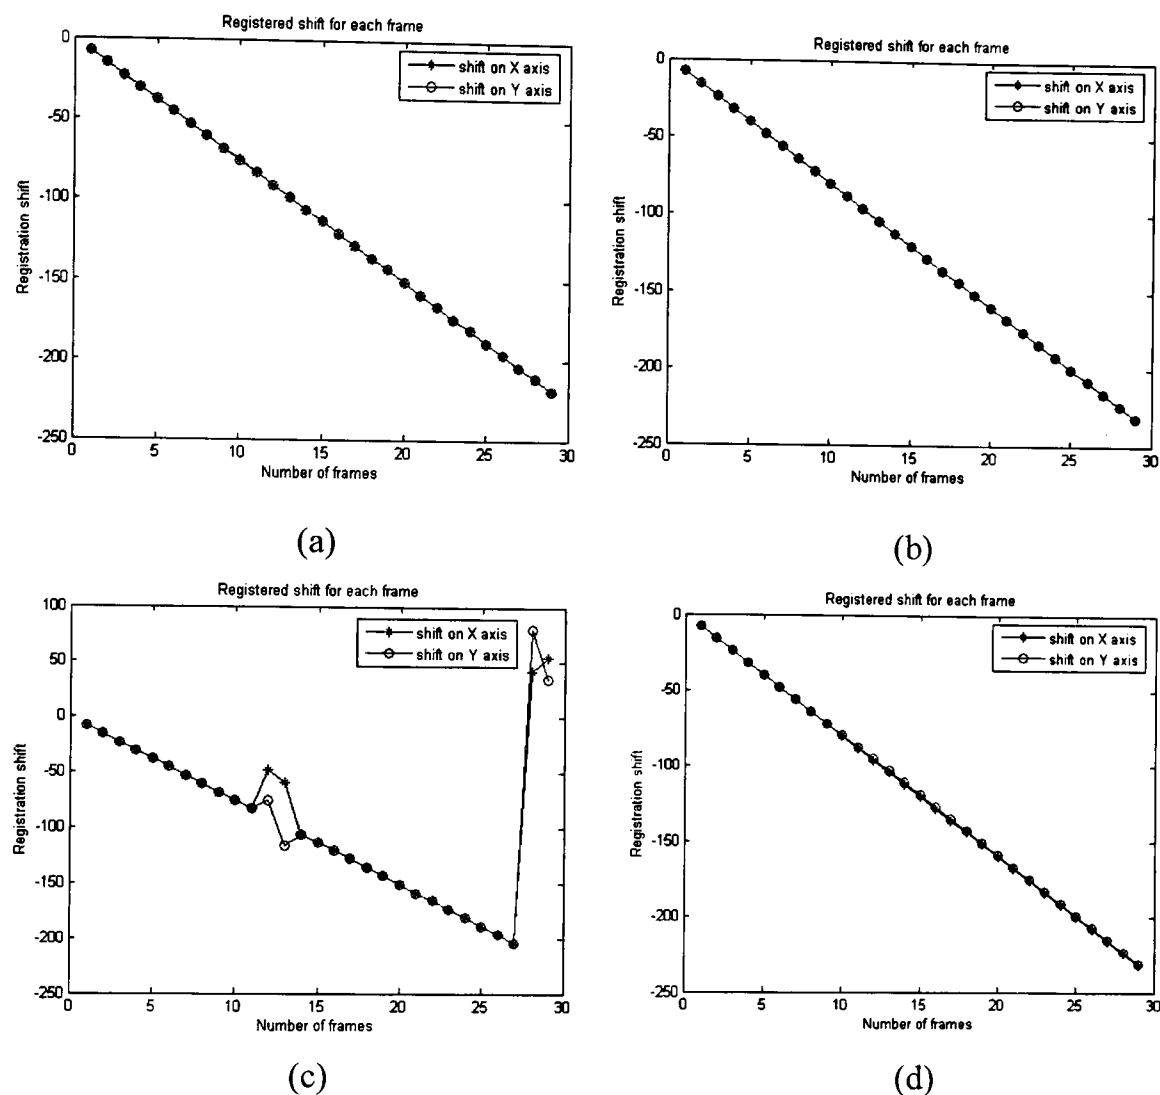 Registered shift for each frame
shift on X axis
shift on Y axis
0
-50
-100
-150
-200
-250
Registration shift
0 5 10 15 20 25 30
Number of frames
(a)
Registered shift for each frame
shift on X axis
shift on Y axis
0
-50
-100
-150
-200
-250
Registration shift
0 5 10 15 20 25 30
Number of frames
(b)
Registered shift for each frame
shift on X axis
shift on Y axis
100
50
0
-50
-100
-150
-200
-250
Registration shift
0 5 10 15 20 25 30
Number of frames
(c)
Registered shift for each frame
shift on X axis
shift on Y axis
0
-50
-100
-150
-200
-250
Registration shift
0 5 10 15 20 25 30
Number of frames
(d)